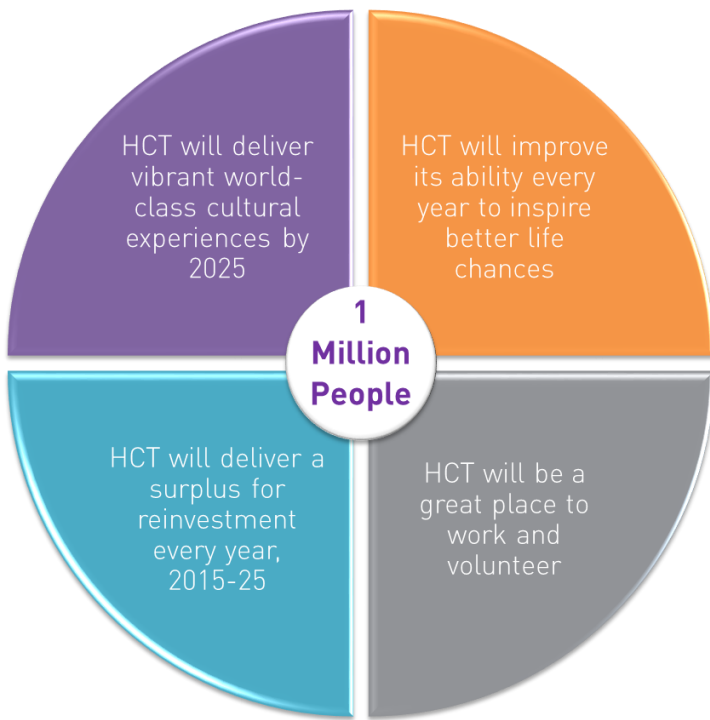 HCT will deliver
vibrant world-
class cultural
experiences by
2025
HCT will improve
its ability every
year to inspire
better life
chances
1
Million
People
HCT will deliver a
surplus for
reinvestment
every year,
2015-25
HCT will be a
great place to
work and
volunteer